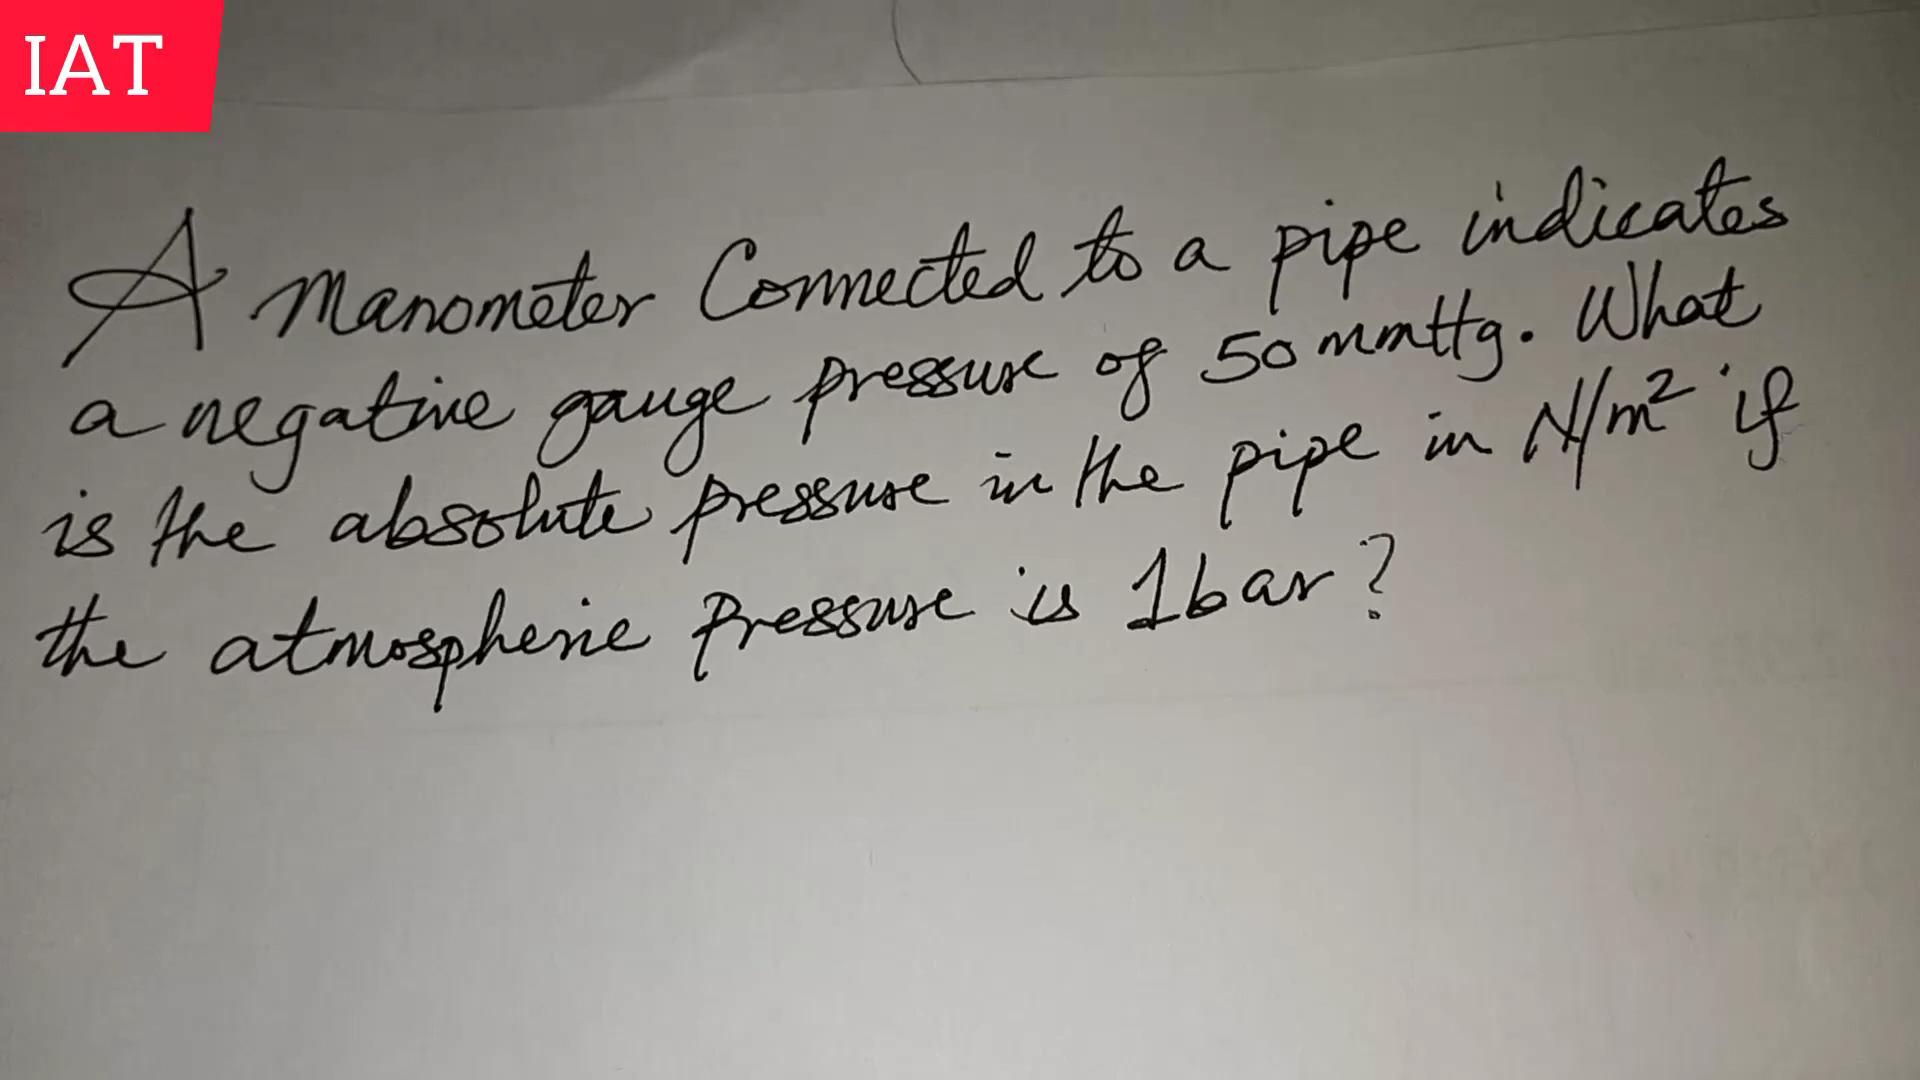 IAT
A Manometer Connected to a pipe indicates
a negative gauge pressure of 50 mmHg. What
is the absolute pressure in the pipe in N/m² if
the atmospheric Pressure is 1bar?